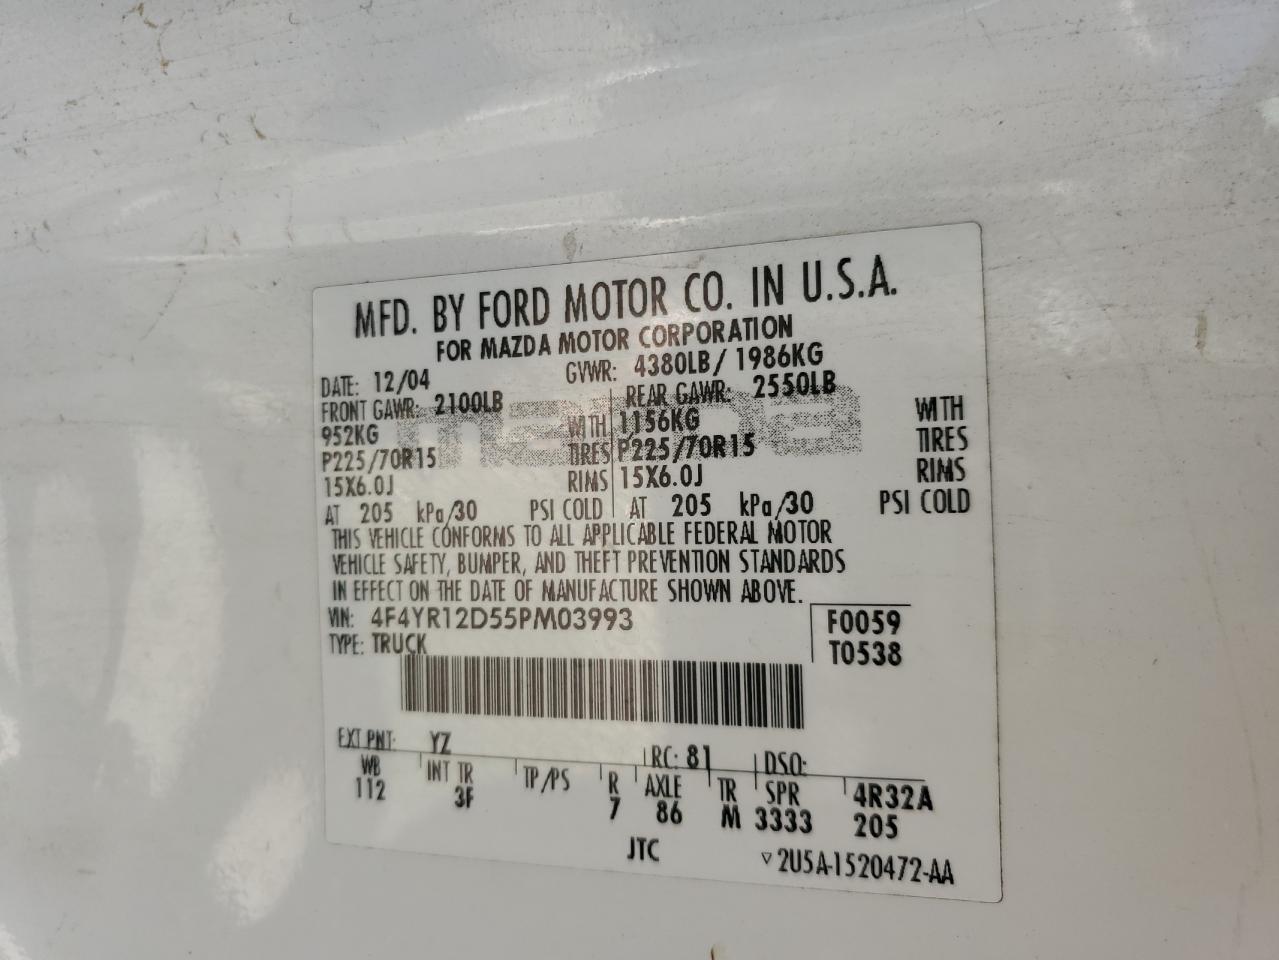 MFD. BY FORD MOTOR CO. IN U.S.A.
FOR MAZDA MOTOR CORPORATION
DATE: 12/04 GVWR: 4380LB/ 1986KG
FRONT GAWR: 2100LB REAR GAWR: 2550LB
952KG WITH 1156KG WITH
P225/70R15 TIRES P225/70R15 TIRES
15X6.0J RIMS 15X6.0J RIMS
AT 205 kPa/30 PSI COLD AT 205 kPa/30 PSI COLD
THIS VEHICLE CONFORMS TO ALL APPLICABLE FEDERAL MOTOR
VEHICLE SAFETY, BUMPER, AND THEFT PREVENTION STANDARDS
IN EFFECT ON THE DATE OF MANUFACTURE SHOWN ABOVE.
VIN: 4F4YR12D55PM03993 F0059
TYPE: TRUCK T0538
EXT PNT: YZ RC: 81 DSO:
WB INT TR TP/PS R AXLE TR SPR 4R32A
112 3F 7 86 M 3333 205
JTC ▽2U5A-1520472-AA
mazda